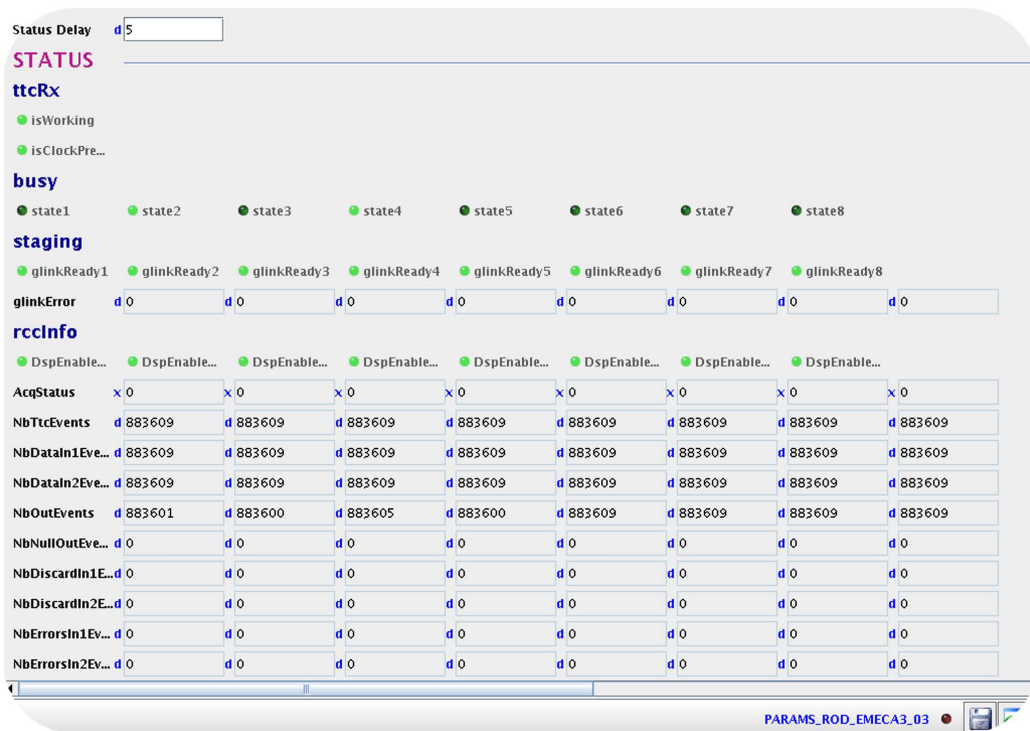 Status Delay d 5
STATUS
ttcRx
isWorking
isClockPre...
busy
state1 state2 state3 state4 state5 state6 state7 state8
staging
glinkReady1 glinkReady2 glinkReady3 glinkReady4 glinkReady5 glinkReady6 glinkReady7 glinkReady8
glinkError d 0 d 0 d 0 d 0 d 0 d 0 d 0 d 0
rccInfo
DspEnable... DspEnable... DspEnable... DspEnable... DspEnable... DspEnable... DspEnable... DspEnable...
AcqStatus x 0 x 0 x 0 x 0 x 0 x 0 x 0 x 0
NbTtcEvents d 883609 d 883609 d 883609 d 883609 d 883609 d 883609 d 883609 d 883609
NbDataIn1Eve... d 883609 d 883609 d 883609 d 883609 d 883609 d 883609 d 883609 d 883609
NbDataIn2Eve... d 883609 d 883609 d 883609 d 883609 d 883609 d 883609 d 883609 d 883609
NbOutEvents d 883601 d 883600 d 883605 d 883600 d 883609 d 883609 d 883609 d 883609
NbNullOutEve... d 0 d 0 d 0 d 0 d 0 d 0 d 0 d 0
NbDiscardIn1E... d 0 d 0 d 0 d 0 d 0 d 0 d 0 d 0
NbDiscardIn2E... d 0 d 0 d 0 d 0 d 0 d 0 d 0 d 0
NbErrorsIn1Ev... d 0 d 0 d 0 d 0 d 0 d 0 d 0 d 0
NbErrorsIn2Ev... d 0 d 0 d 0 d 0 d 0 d 0 d 0 d 0
PARAMS_ROD_EMECA3_03